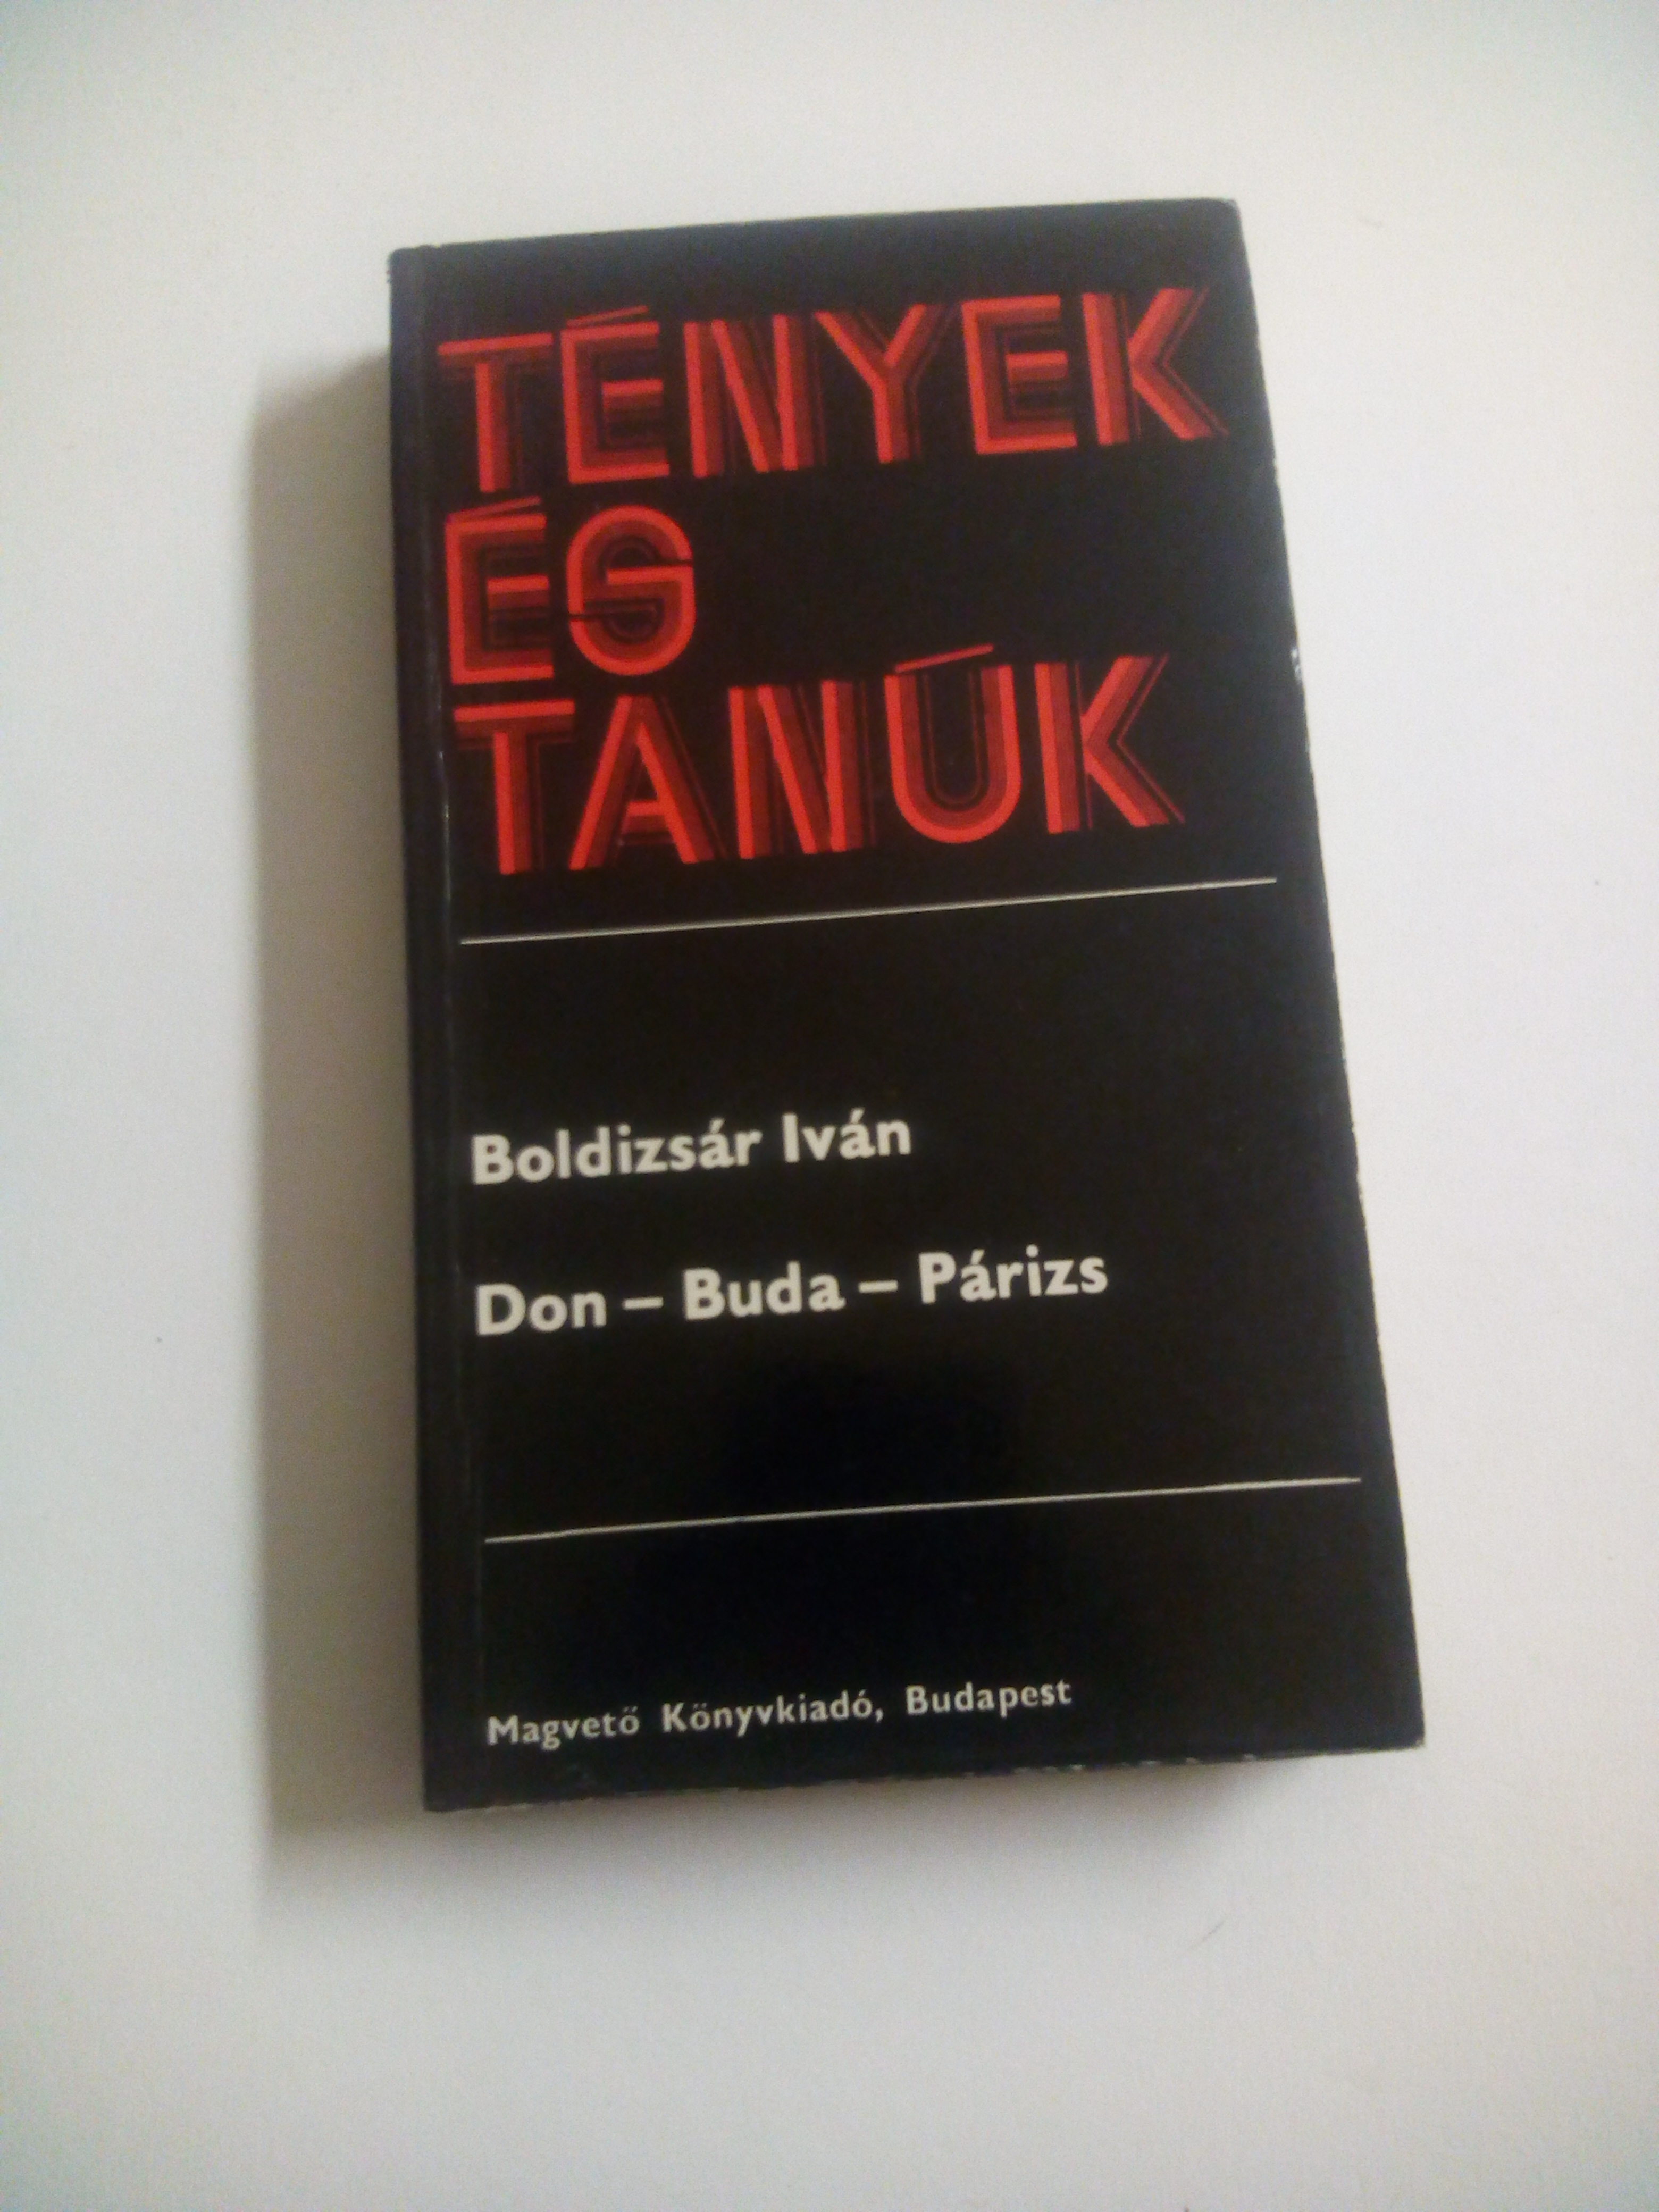 TÉNYEK
ÉS
TANÚK
Boldizsár Iván
Don – Buda – Párizs
Magvető Könyvkiadó, Budapest